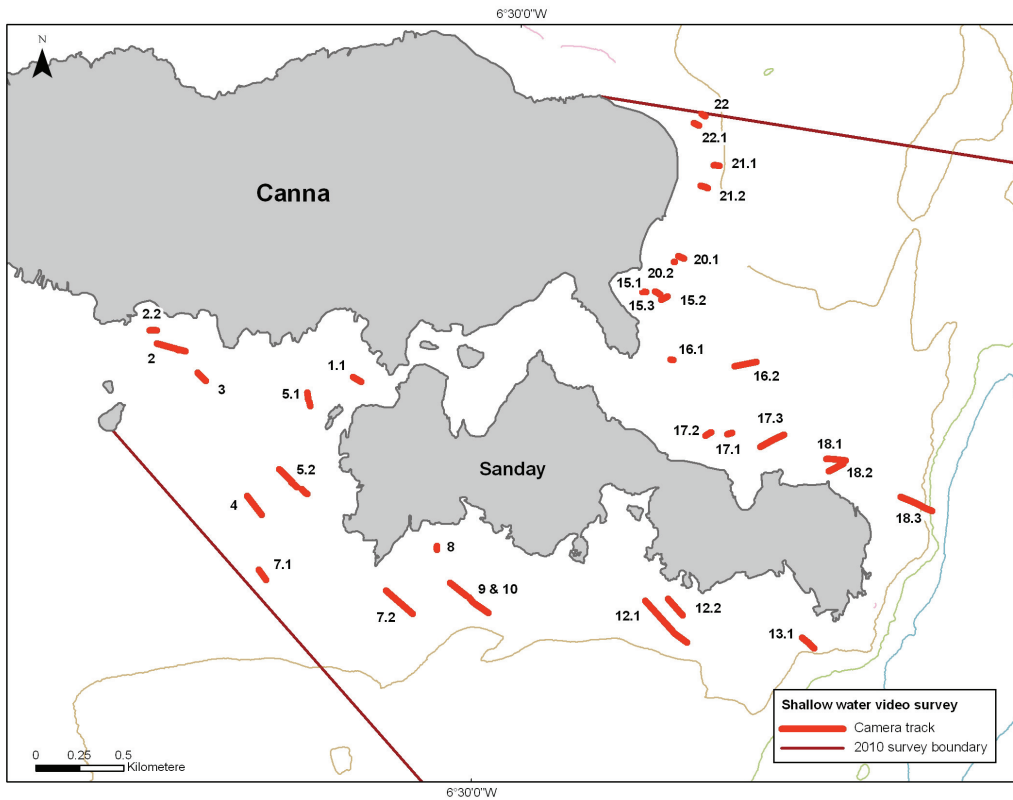 6°30'0"W
N
22
22.1
21.1
Canna
21.2
20.1
20.2
15.1
15.2
15.3
2.2
2
16.1
1.1
16.2
3
5.1
17.3
17.2
17.1
18.1
Sanday
5.2
18.2
4
18.3
8
7.1
9 & 10
7.2
12.2
12.1
13.1
Shallow water video survey
Camera track
2010 survey boundary
0 0.25 0.5
Kilometere
6°30'0"W